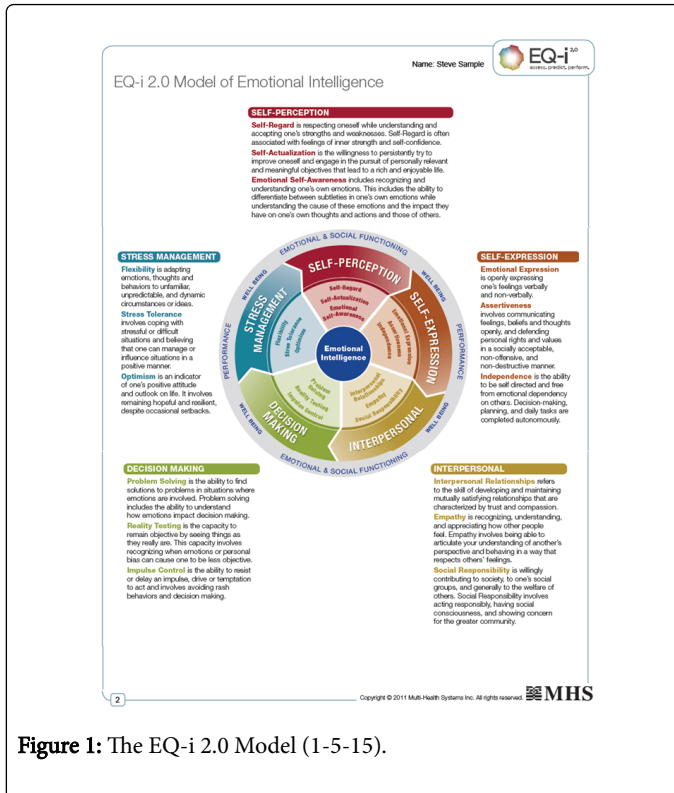 Name: Steve Sample
EQ-i 2.0
assess. predict. perform.
EQ-i 2.0 Model of Emotional Intelligence
SELF-PERCEPTION
Self-Regard is respecting oneself while understanding and
accepting one's strengths and weaknesses. Self-Regard is often
associated with feelings of inner strength and self-confidence.
Self-Actualization is the willingness to persistently try to
improve oneself and engage in the pursuit of personally relevant
and meaningful objectives that lead to a rich and enjoyable life.
Emotional Self-Awareness includes recognizing and
understanding one's own emotions. This includes the ability to
differentiate between subtleties in one's own emotions while
understanding the cause of these emotions and the impact they
have on one's own thoughts and actions and those of others.
STRESS MANAGEMENT
Flexibility is adapting
emotions, thoughts and
behaviors to unfamiliar,
unpredictable, and dynamic
circumstances or ideas.
Stress Tolerance
involves coping with
stressful or difficult
situations and believing
that one can manage or
influence situations in a
positive manner.
Optimism is an indicator
of one's positive attitude
and outlook on life. It involves
remaining hopeful and resilient,
despite occasional setbacks.
EMOTIONAL & SOCIAL FUNCTIONING
WELL BEING
WELL BEING
PERFORMANCE
PERFORMANCE
SELF-PERCEPTION
Self-Regard
Self-Actualization
Emotional
Self-Awareness
STRESS
MANAGEMENT
Flexibility
Stress Tolerance
Optimism
SELF-EXPRESSION
Emotional Expression
Assertiveness
Independence
Emotional
Intelligence
Problem
Solving
Reality Testing
Impulse Control
DECISION
MAKING
Interpersonal
Relationships
Empathy
Social Responsibility
INTERPERSONAL
WELL BEING
WELL BEING
EMOTIONAL & SOCIAL FUNCTIONING
SELF-EXPRESSION
Emotional Expression
is openly expressing
one's feelings verbally
and non-verbally.
Assertiveness
involves communicating
feelings, beliefs and thoughts
openly, and defending
personal rights and values
in a socially acceptable,
non-offensive, and
non-destructive manner.
Independence is the ability
to be self directed and free
from emotional dependency
on others. Decision-making,
planning, and daily tasks are
completed autonomously.
DECISION MAKING
Problem Solving is the ability to find
solutions to problems in situations where
emotions are involved. Problem solving
includes the ability to understand
how emotions impact decision making.
Reality Testing is the capacity to
remain objective by seeing things as
they really are. This capacity involves
recognizing when emotions or personal
bias can cause one to be less objective.
Impulse Control is the ability to resist
or delay an impulse, drive or temptation
to act and involves avoiding rash
behaviors and decision making.
INTERPERSONAL
Interpersonal Relationships refers
to the skill of developing and maintaining
mutually satisfying relationships that are
characterized by trust and compassion.
Empathy is recognizing, understanding,
and appreciating how other people
feel. Empathy involves being able to
articulate your understanding of another's
perspective and behaving in a way that
respects others' feelings.
Social Responsibility is willingly
contributing to society, to one's social
groups, and generally to the welfare of
others. Social Responsibility involves
acting responsibly, having social
consciousness, and showing concern
for the greater community.
2
Copyright © 2011 Multi-Health Systems Inc. All rights reserved.
MHS
Figure 1: The EQ-i 2.0 Model (1-5-15).